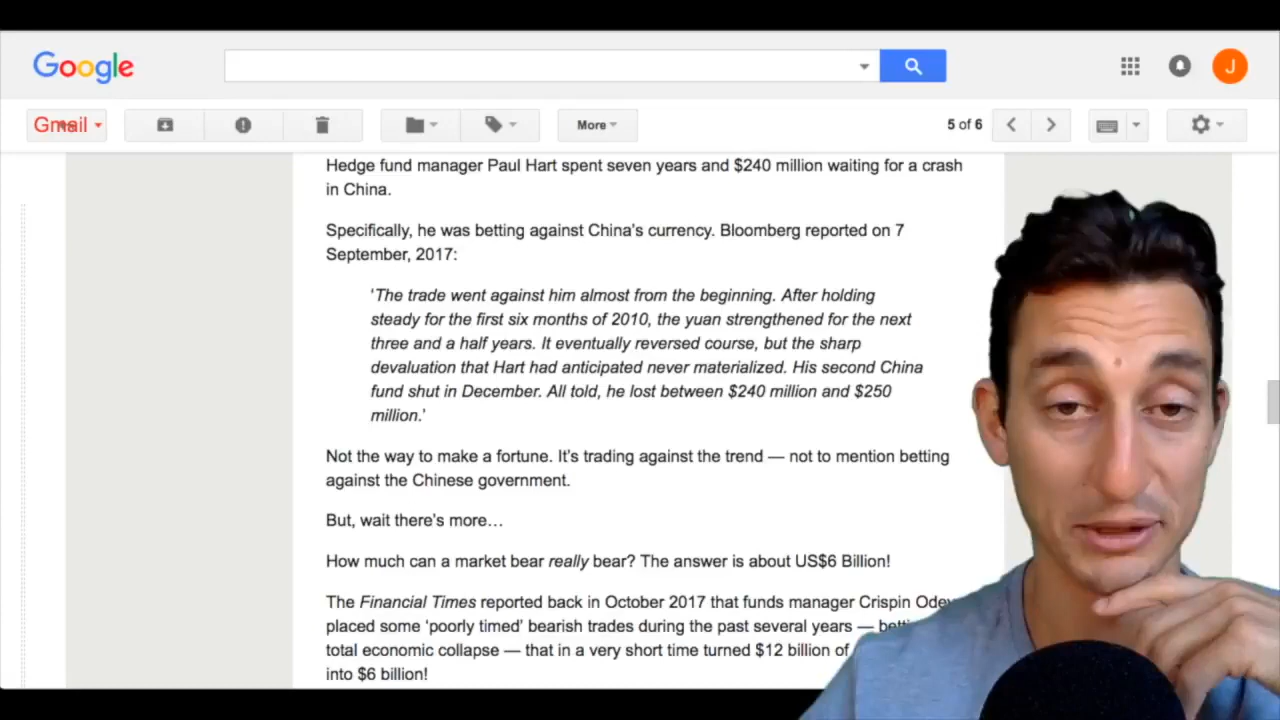 Google
J
Gmail
More
5 of 6
Hedge fund manager Paul Hart spent seven years and $240 million waiting for a crash
in China.
Specifically, he was betting against China's currency. Bloomberg reported on 7
September, 2017:
‘The trade went against him almost from the beginning. After holding
steady for the first six months of 2010, the yuan strengthened for the next
three and a half years. It eventually reversed course, but the sharp
devaluation that Hart had anticipated never materialized. His second China
fund shut in December. All told, he lost between $240 million and $250
million.’
Not the way to make a fortune. It's trading against the trend — not to mention betting
against the Chinese government.
But, wait there's more…
How much can a market bear really bear? The answer is about US$6 Billion!
The Financial Times reported back in October 2017 that funds manager Crispin Odey
placed some ‘poorly timed’ bearish trades during the past several years —
total economic collapse — that in a very short time turned $12 billion of
into $6 billion!